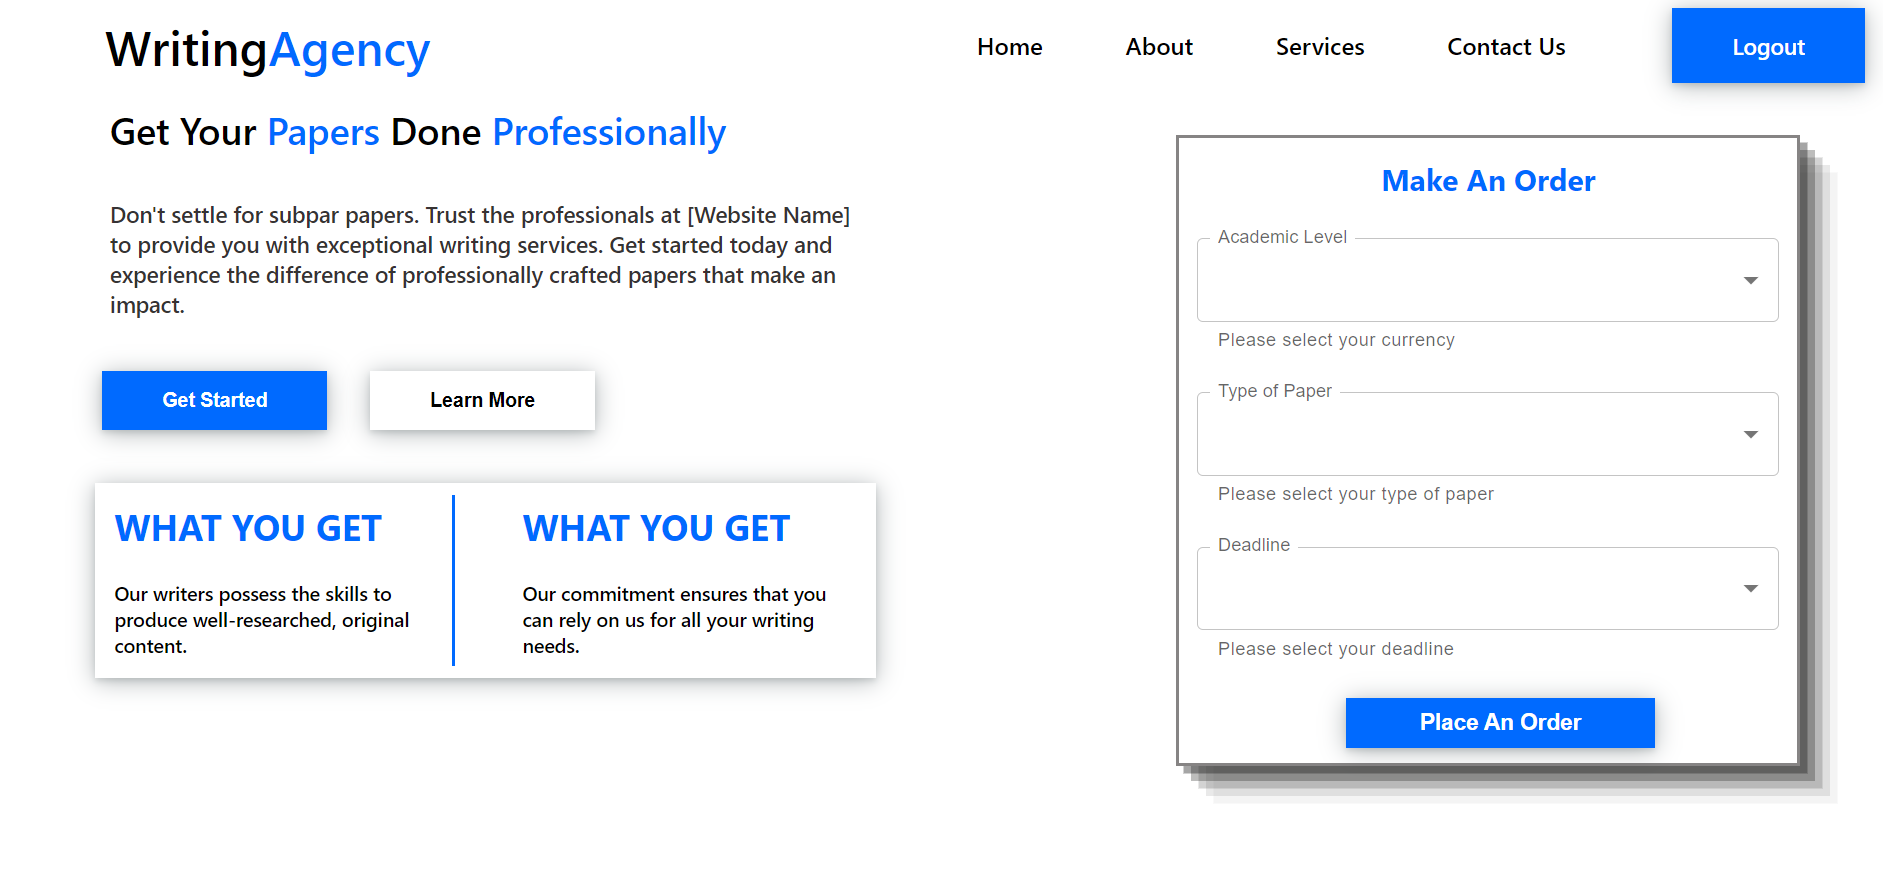 WritingAgency
Home
About
Services
Contact Us
Logout
Get Your Papers Done Professionally
Don't settle for subpar papers. Trust the professionals at [Website Name]
to provide you with exceptional writing services. Get started today and
experience the difference of professionally crafted papers that make an
impact.
Get Started
Learn More
WHAT YOU GET
Our writers possess the skills to
produce well-researched, original
content.
WHAT YOU GET
Our commitment ensures that you
can rely on us for all your writing
needs.
Make An Order
Academic Level
Please select your currency
Type of Paper
Please select your type of paper
Deadline
Please select your deadline
Place An Order